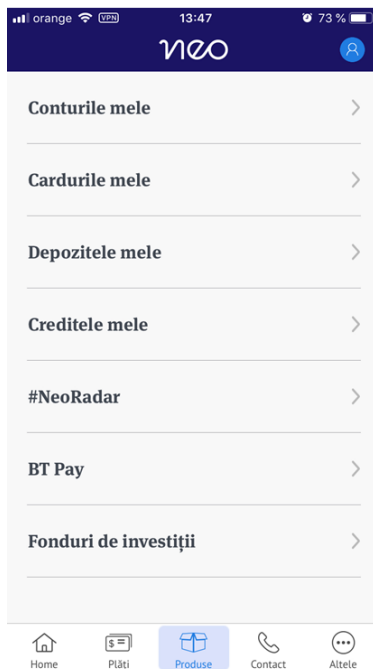 orange VPN 13:47 73 %
neo
Conturile mele
Cardurile mele
Depozitele mele
Creditele mele
#NeoRadar
BT Pay
Fonduri de investiții
Home Plăți Produse Contact Altele